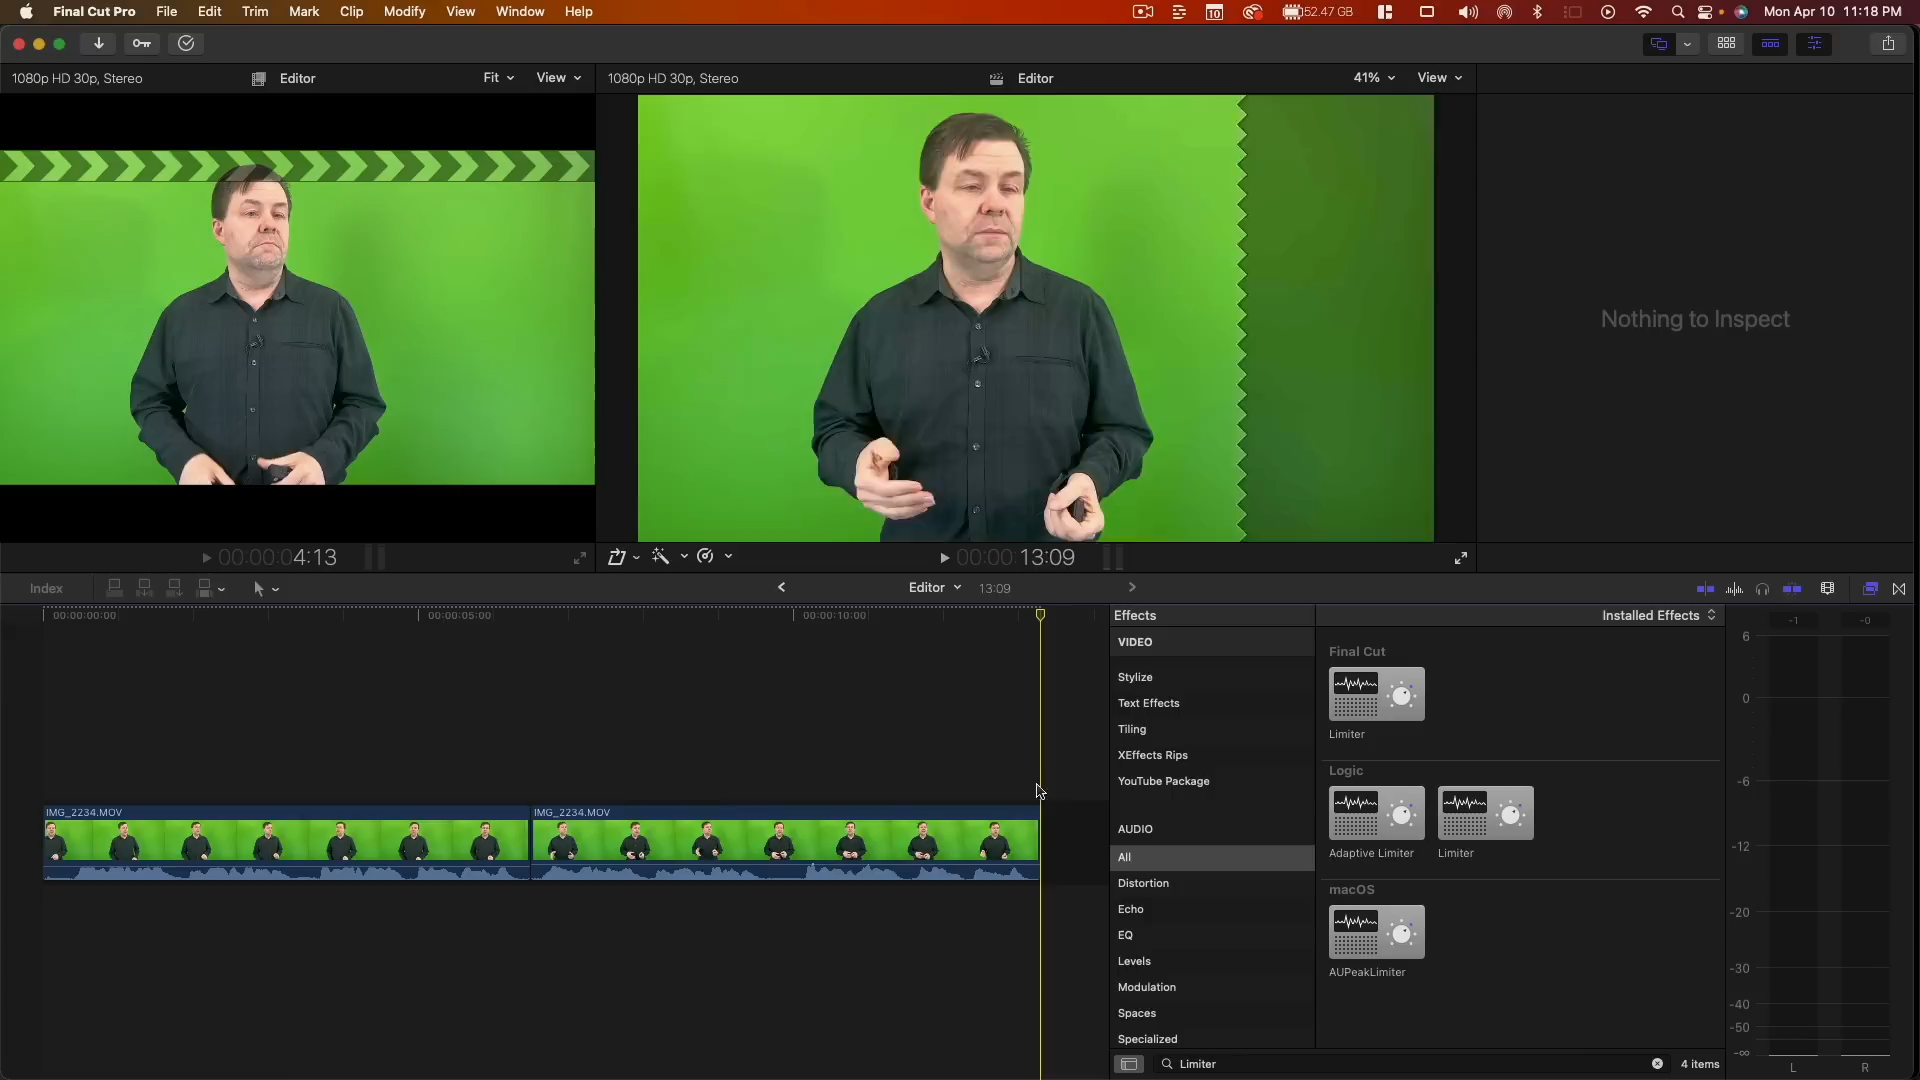 Final Cut Pro File Edit Trim Mark Clip Modify View Window Help 10 52.47 GB Mon Apr 10 11:18 PM
1080p HD 30p, Stereo Editor Fit View 1080p HD 30p, Stereo Editor 41% View
Nothing to Inspect
00:00:04:13 00:00:13:09
Index Editor 13:09
00:00:00:00 00:00:05:00 00:00:10:00
Effects Installed Effects
VIDEO
Stylize
Text Effects
Tiling
XEffects Rips
YouTube Package
AUDIO
All
Distortion
Echo
EQ
Levels
Modulation
Spaces
Specialized
Final Cut
Limiter
Logic
Adaptive Limiter Limiter
macOS
AUPeakLimiter
Limiter 4 items
IMG_2234.MOV IMG_2234.MOV
-1 -0
6
0
-6
-12
-20
-30
-40
-50
-∞
L R